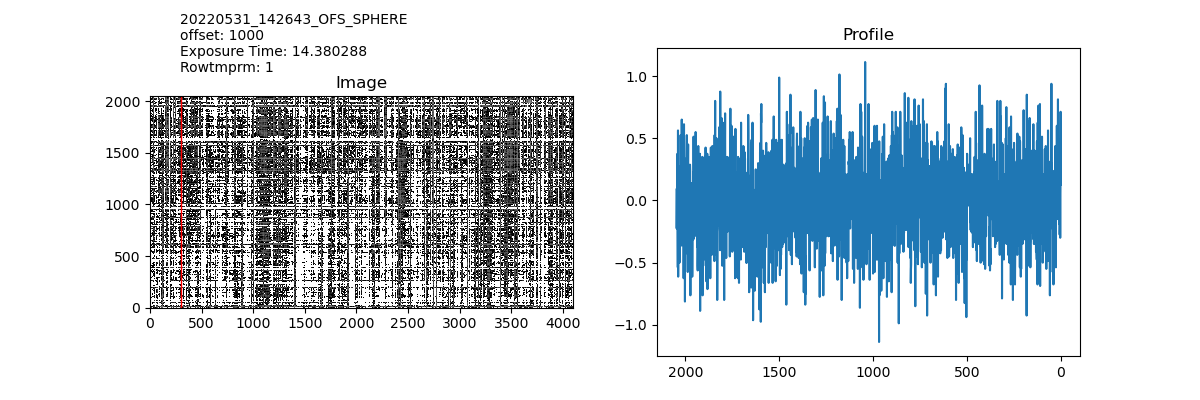 20220531_142643_OFS_SPHERE
offset: 1000
Exposure Time: 14.380288
Rowtmprm: 1
Image
2000
1500
1000
500
0
0 500 1000 1500 2000 2500 3000 3500 4000
Profile
1.0
0.5
0.0
−0.5
−1.0
2000 1500 1000 500 0